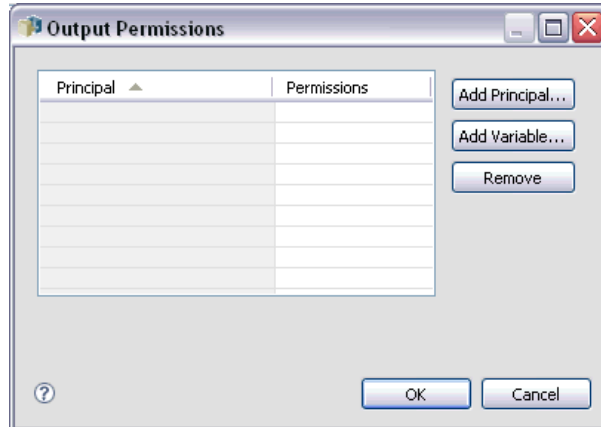 Output Permissions
Principal Permissions
Add Principal...
Add Variable...
Remove
?
OK Cancel